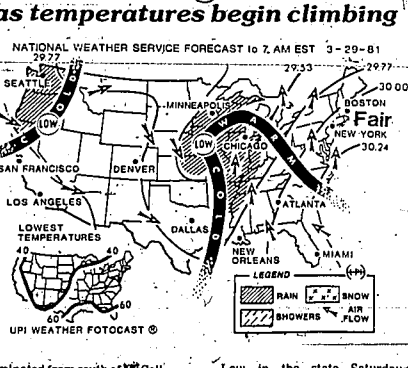 as temperatures begin climbing
NATIONAL WEATHER SERVICE FORECAST to 7 AM EST 3-29-81
29.77
SEATTLE
COLD
LOW
29.53
29.77
30.00
MINNEAPOLIS
WARM
BOSTON
Fair
NEW YORK
30.24
LOW
CHICAGO
COLD
SAN FRANCISCO
DENVER
LOS ANGELES
DALLAS
ATLANTA
NEW
ORLEANS
MIAMI
LOWEST
TEMPERATURES
40
40
60
60
LEGEND
RAIN
SNOW
SHOWERS
AIR
FLOW
UPI WEATHER FOTOCAST ®
Low in the state Saturday